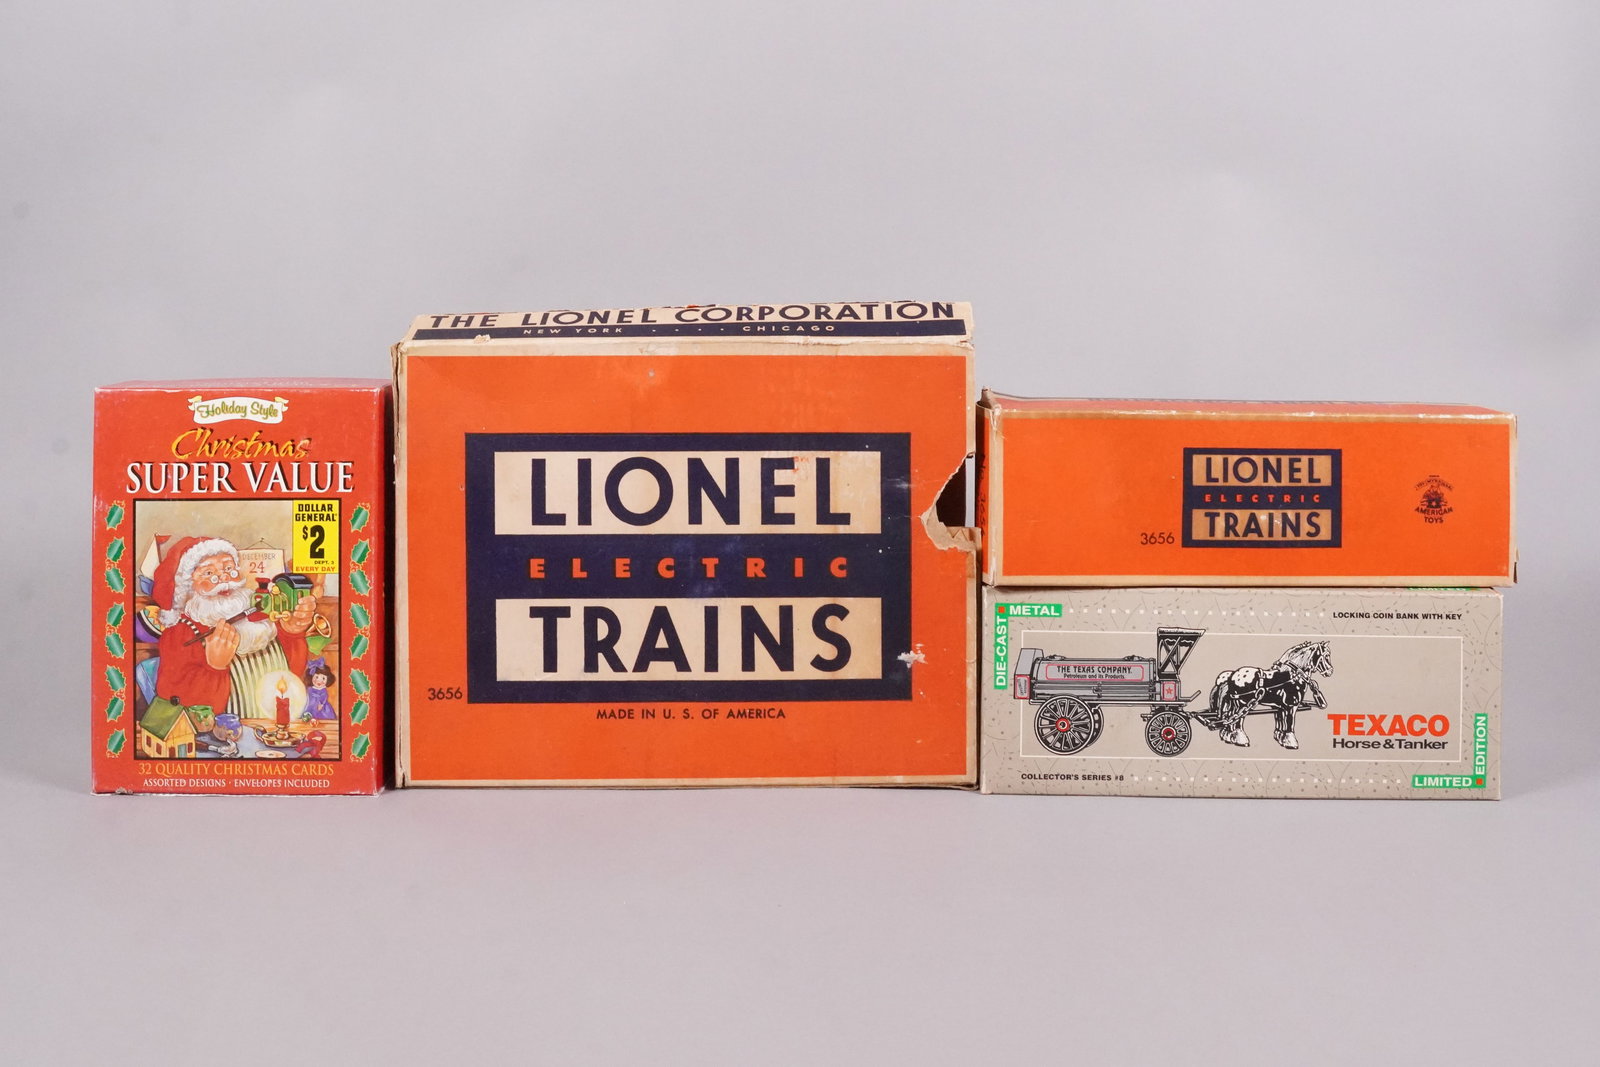 Holiday Style
Christmas
SUPER VALUE
DOLLAR
GENERAL
$2
DEPT. 3
EVERY DAY
DECEMBER
24
32 QUALITY CHRISTMAS CARDS
ASSORTED DESIGNS · ENVELOPES INCLUDED
THE LIONEL CORPORATION
NEW YORK · · · · CHICAGO
LIONEL
ELECTRIC
TRAINS
3656
MADE IN U. S. OF AMERICA
LIONEL
ELECTRIC
TRAINS
3656
AMERICAN
TOYS
DIE-CAST METAL
LOCKING COIN BANK WITH KEY
THE TEXAS COMPANY.
Petroleum and its Products
TEXACO
Horse & Tanker
COLLECTOR'S SERIES #8
LIMITED EDITION